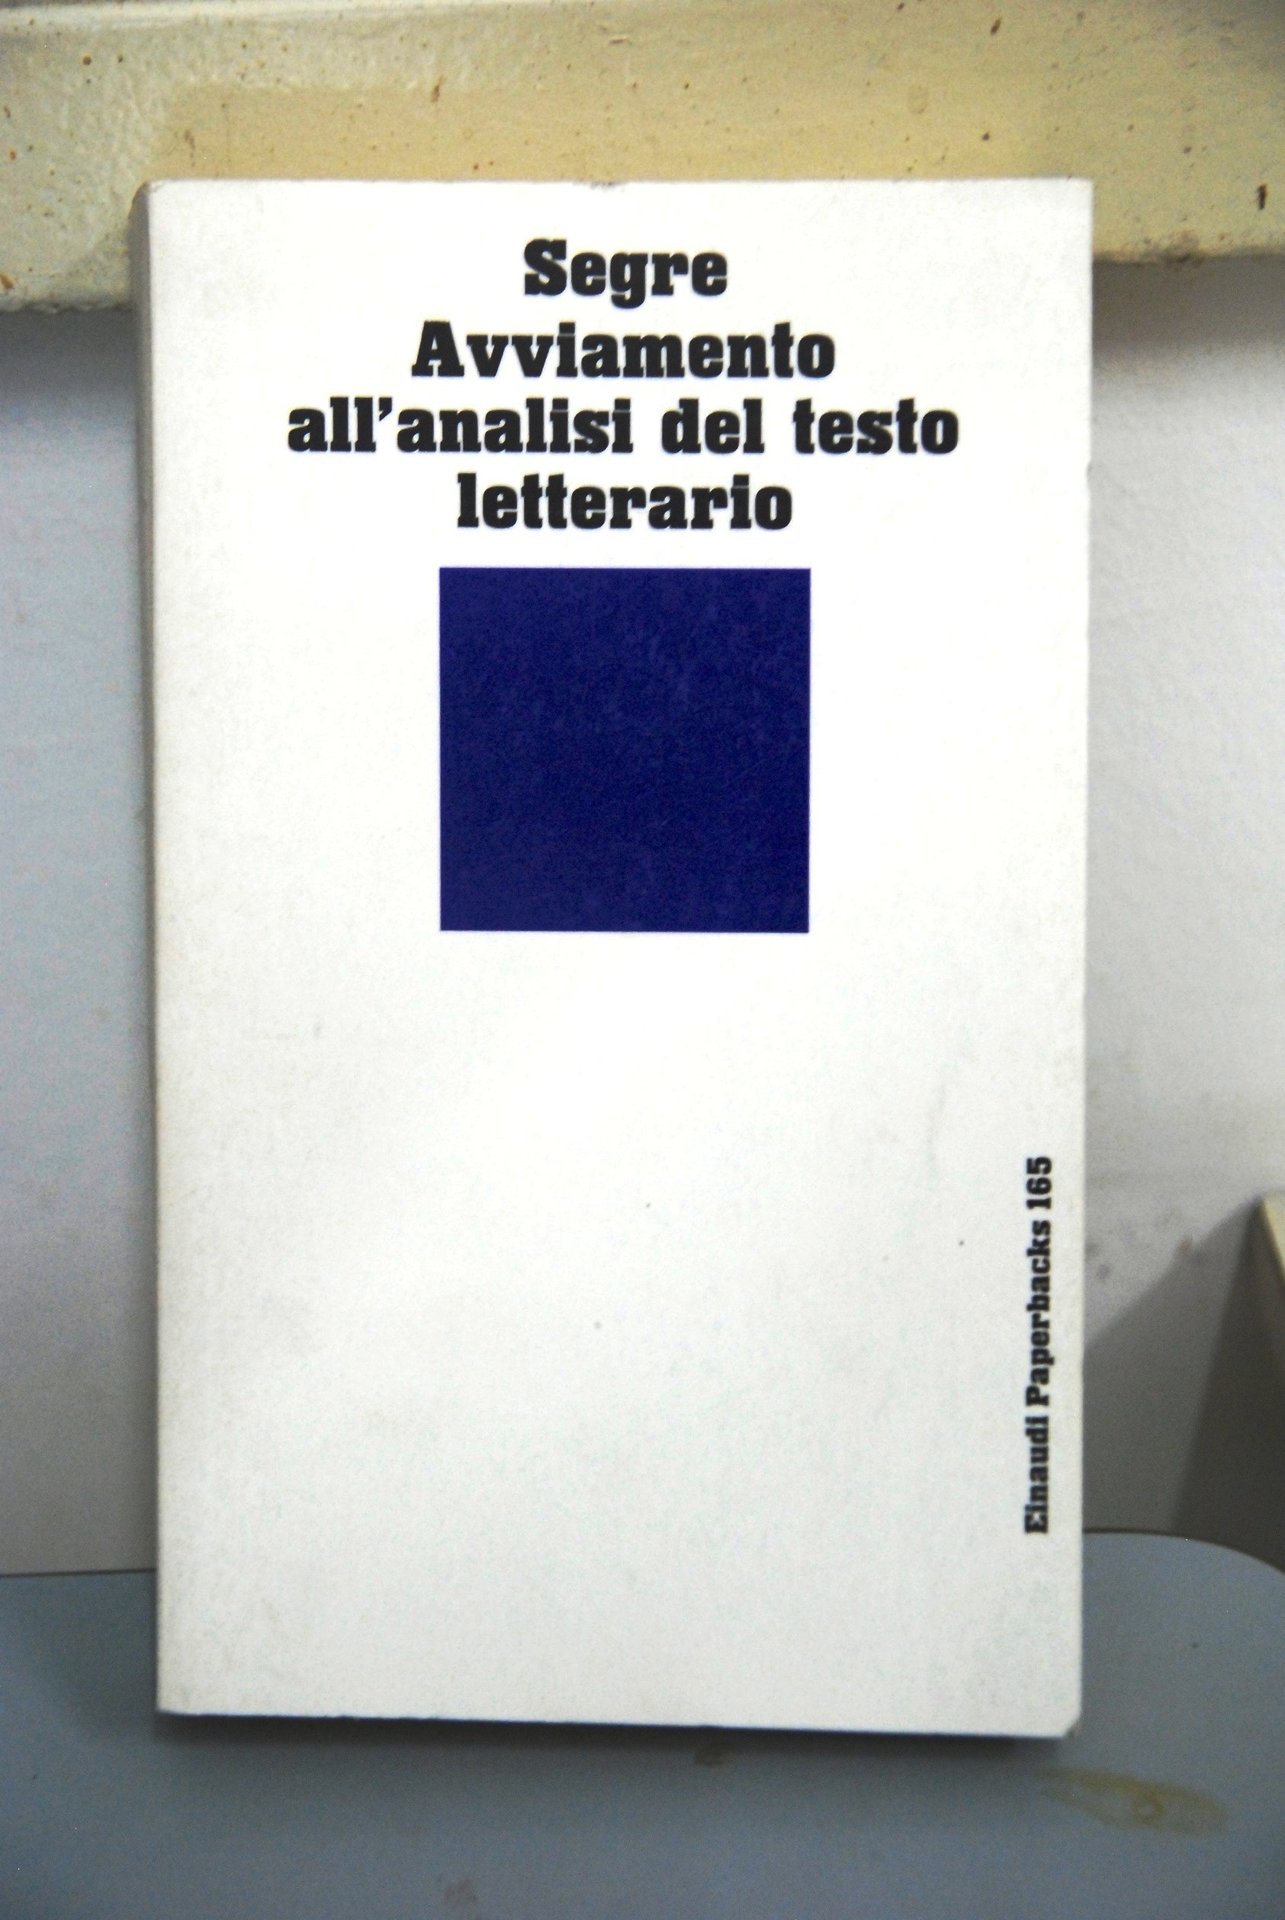 Segre
Avviamento
all'analisi del testo
letterario
Einaudi Paperbacks 165